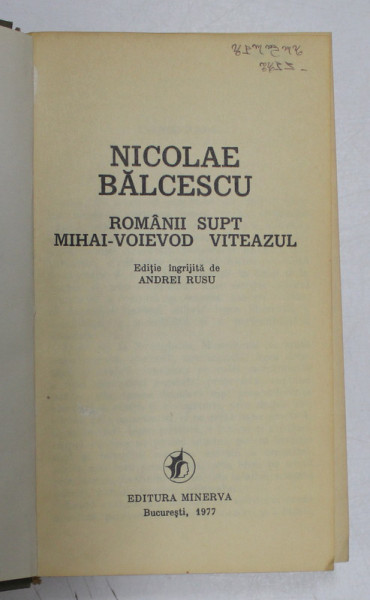 NICOLAE
BĂLCESCU
ROMÂNII SUPT
MIHAI-VOIEVOD VITEAZUL
Ediție îngrijită de
ANDREI RUSU
EDITURA MINERVA
București, 1977